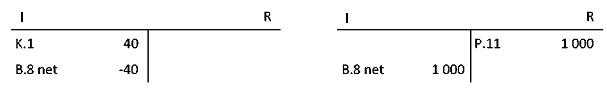 I R
K.1 40
B.8 net -40
I R
P.11 1 000
B.8 net 1 000